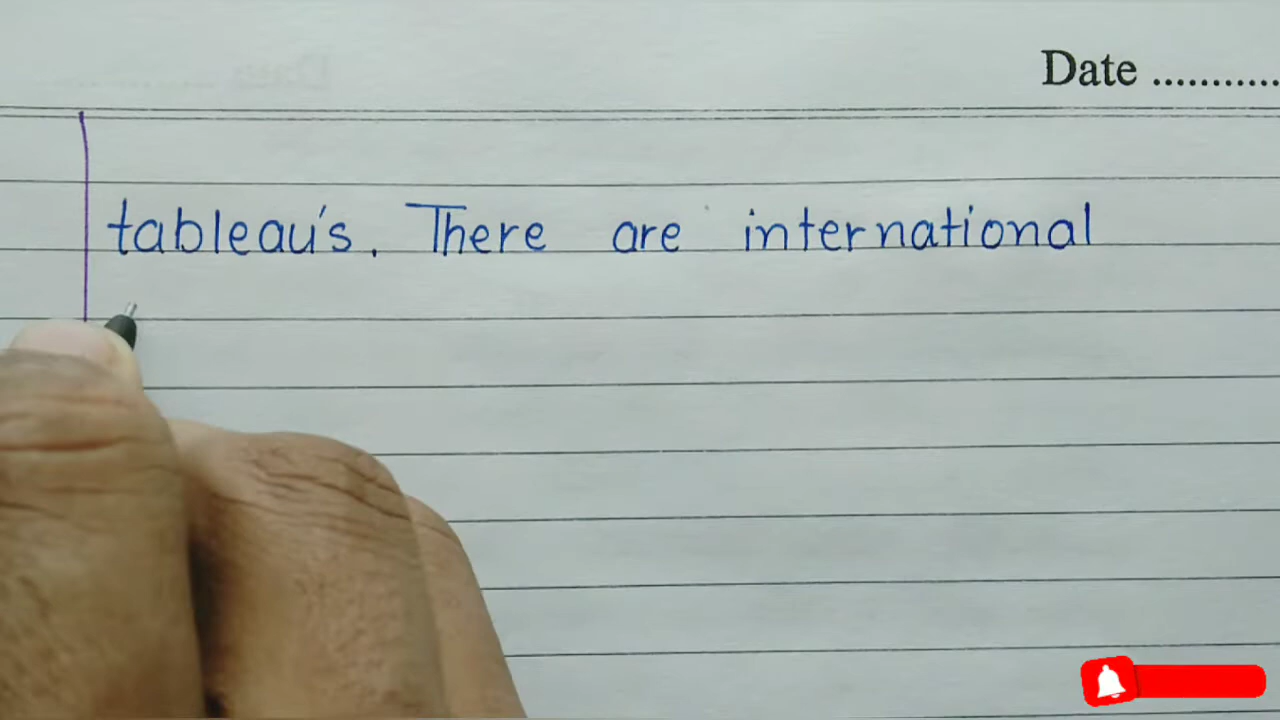 Date ............
tableau's. There are international